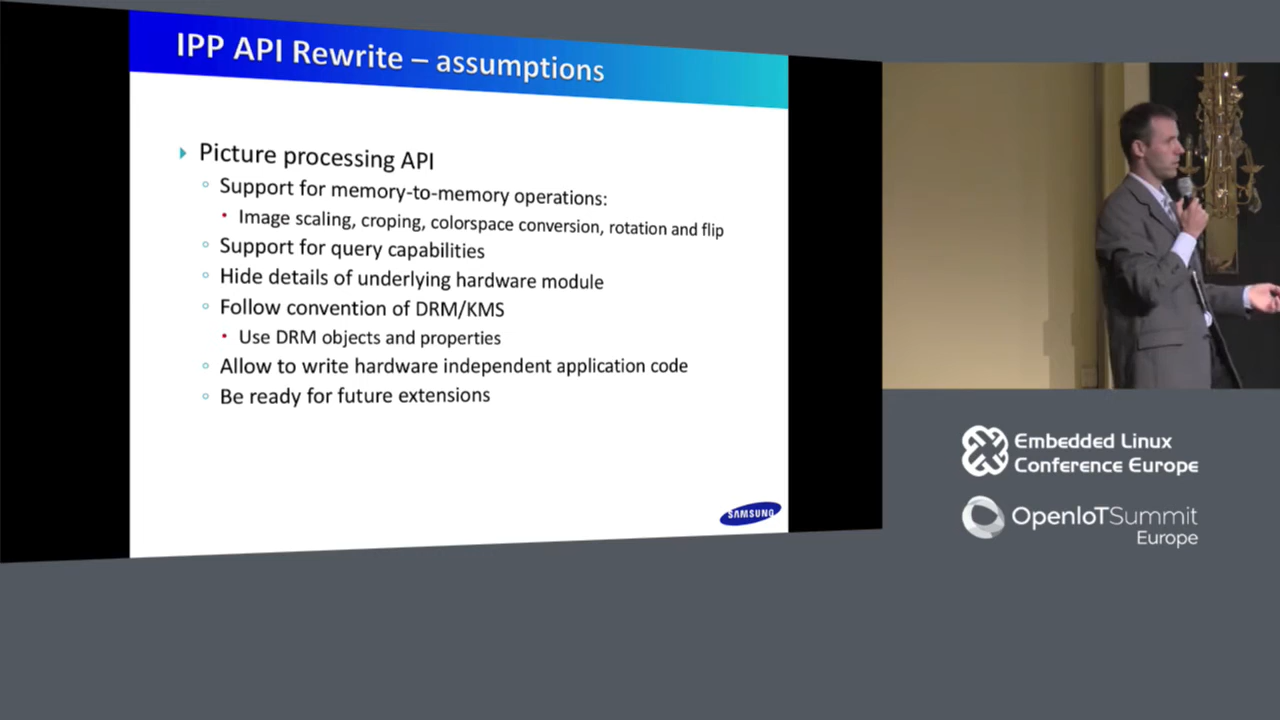 IPP API Rewrite – assumptions
Picture processing API
Support for memory-to-memory operations:
Image scaling, croping, colorspace conversion, rotation and flip
Support for query capabilities
Hide details of underlying hardware module
Follow convention of DRM/KMS
Use DRM objects and properties
Allow to write hardware independent application code
Be ready for future extensions
SAMSUNG
Embedded Linux
Conference Europe
OpenIoTSummit
Europe